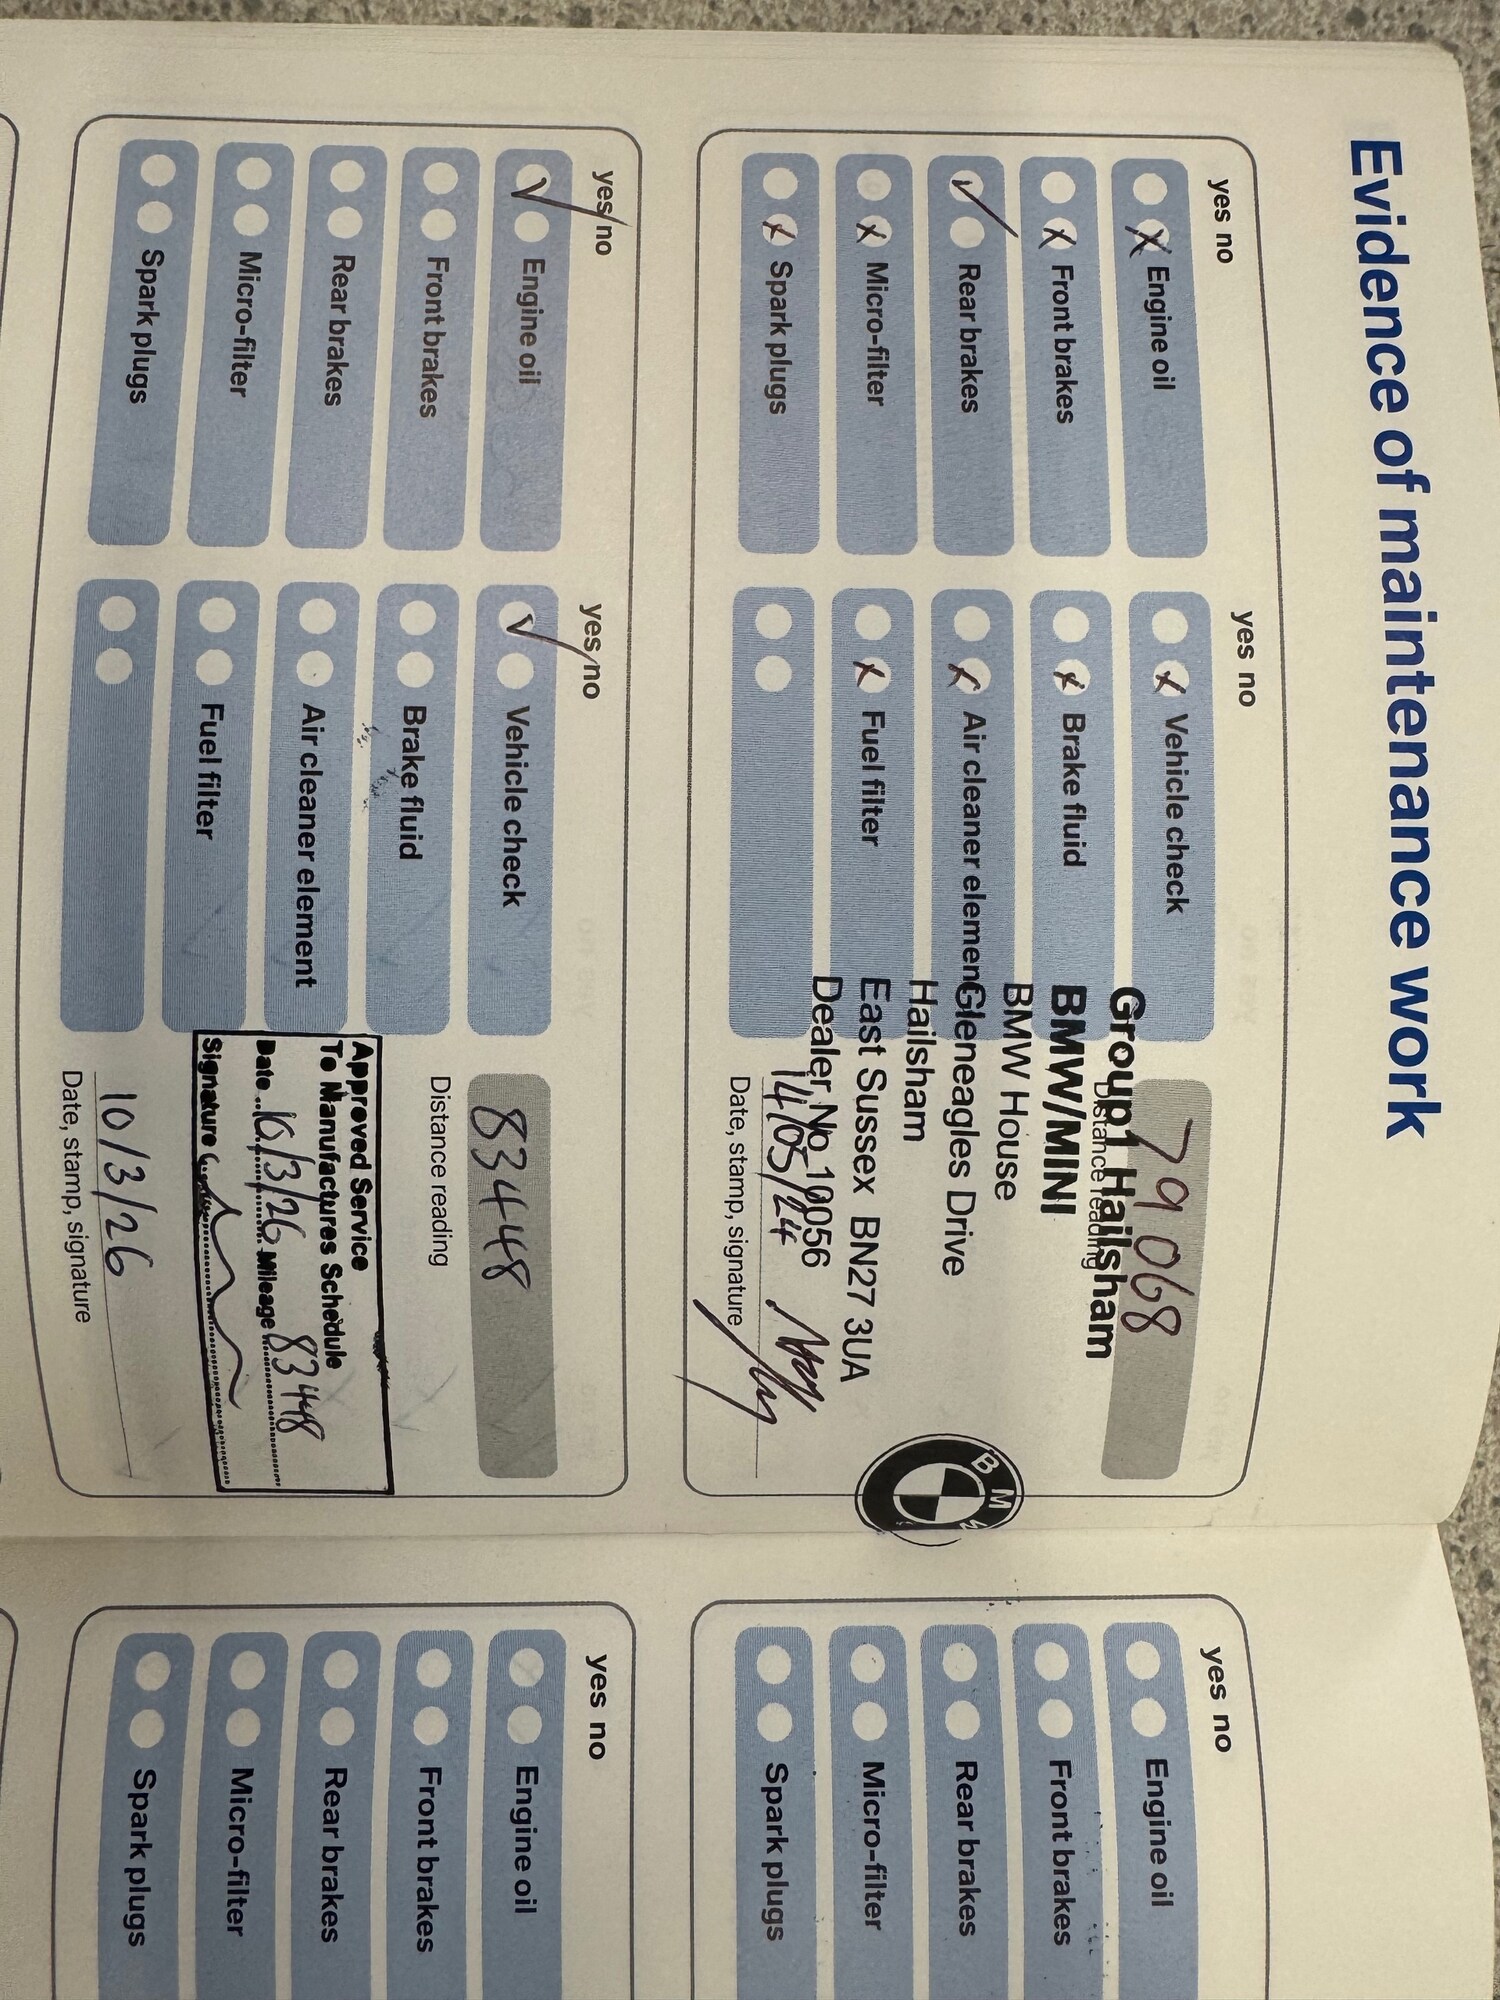 Evidence of maintenance work
yes no
Engine oil
Front brakes
Rear brakes
Micro-filter
Spark plugs
yes no
Vehicle check
Brake fluid
Air cleaner element
Fuel filter
79068
Distance reading
Group1 Hailsham
BMW/MINI
BMW House
Gleneagles Drive
Hailsham
East Sussex BN27 3UA
Dealer No 10056
14/05/24
Date, stamp, signature
BMW
yes no
Engine oil
Front brakes
Rear brakes
Micro-filter
Spark plugs
yes no
Vehicle check
Brake fluid
Air cleaner element
Fuel filter
83448
Distance reading
Approved Service
To Manufactures Schedule
Date 10/3/26 Mileage 83448
Signature
10/3/26
Date, stamp, signature
yes no
Engine oil
Front brakes
Rear brakes
Micro-filter
Spark plugs
yes no
Engine oil
Front brakes
Rear brakes
Micro-filter
Spark plugs